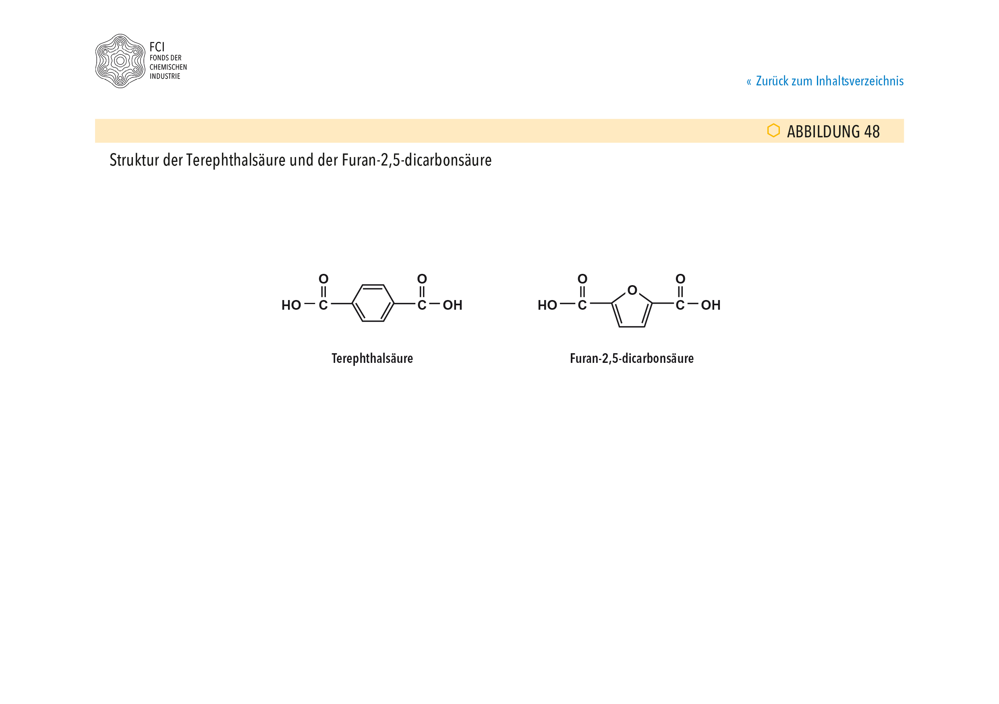 FCI
FONDS DER
CHEMISCHEN
INDUSTRIE
« Zurück zum Inhaltsverzeichnis
ABBILDUNG 48
Struktur der Terephthalsäure und der Furan-2,5-dicarbonsäure
O O
HO C C OH
Terephthalsäure
O O O
HO C C OH
Furan-2,5-dicarbonsäure